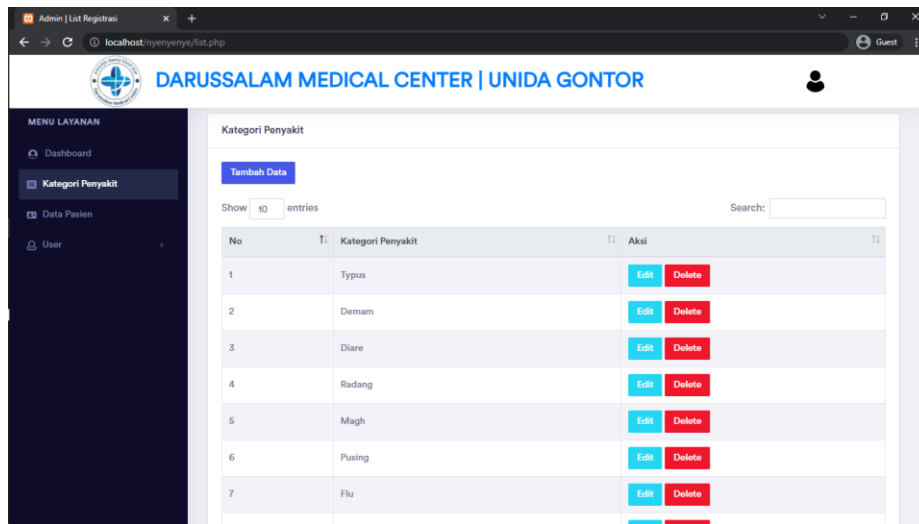 Admin | List Registrasi
localhost/nyenyenye/list.php
Guest
DARUSSALAM MEDICAL CENTER | UNIDA GONTOR
MENU LAYANAN
Dashboard
Kategori Penyakit
Data Pasien
User
Kategori Penyakit
Tambah Data
Show 10 entries
Search:
No Kategori Penyakit Aksi
1 Typus Edit Delete
2 Demam Edit Delete
3 Diare Edit Delete
4 Radang Edit Delete
5 Magh Edit Delete
6 Pusing Edit Delete
7 Flu Edit Delete